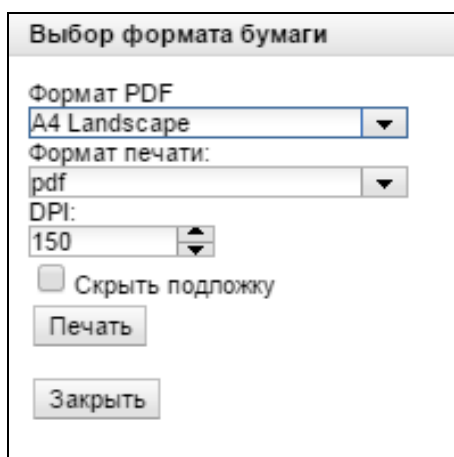 Выбор формата бумаги
Формат PDF
A4 Landscape
Формат печати:
pdf
DPI:
150
Скрыть подложку
Печать
Закрыть